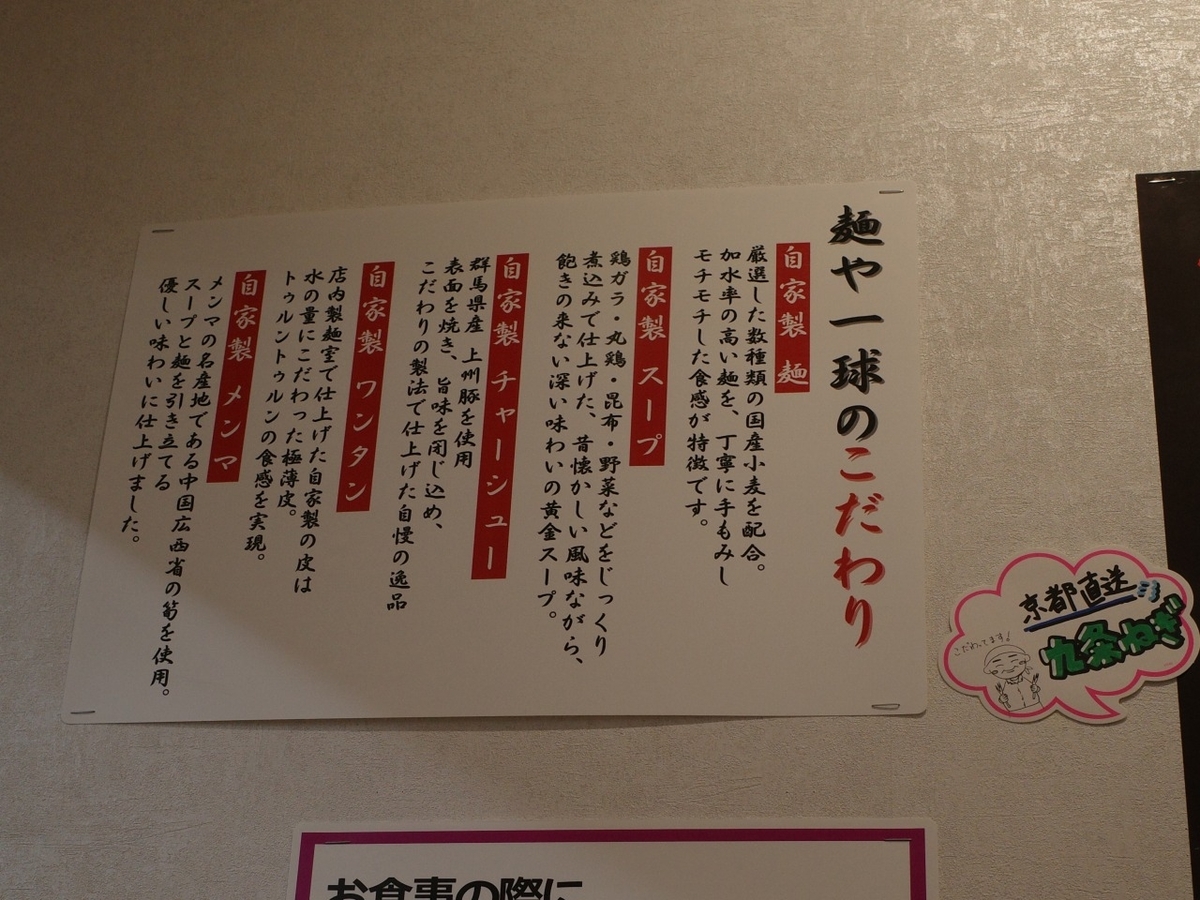 麺や一球のこだわり
自家製 麺
厳選した数種類の国産小麦を配合。
加水率の高い麺を、丁寧に手もみし
モチモチした食感が特徴です。
自家製 スープ
鶏ガラ・丸鶏・昆布・野菜などをじっくり
煮込みで仕上げた、昔懐かしい風味ながら、
飽きの来ない深い味わいの黄金スープ。
自家製 チャーシュー
群馬県産 上州豚を使用
表面を焼き、旨味を閉じ込め、
こだわりの製法で仕上げた自慢の逸品
自家製 ワンタン
店内製麺室で仕上げた自家製の皮は
水の量にこだわった極薄皮。
トゥルントゥルンの食感を実現。
自家製 メンマ
メンマの名産地である中国広西省の筍を使用。
スープと麺を引き立てる
優しい味わいに仕上げました。
京都直送
九条ねぎ
こだわってます!
お食事の際に